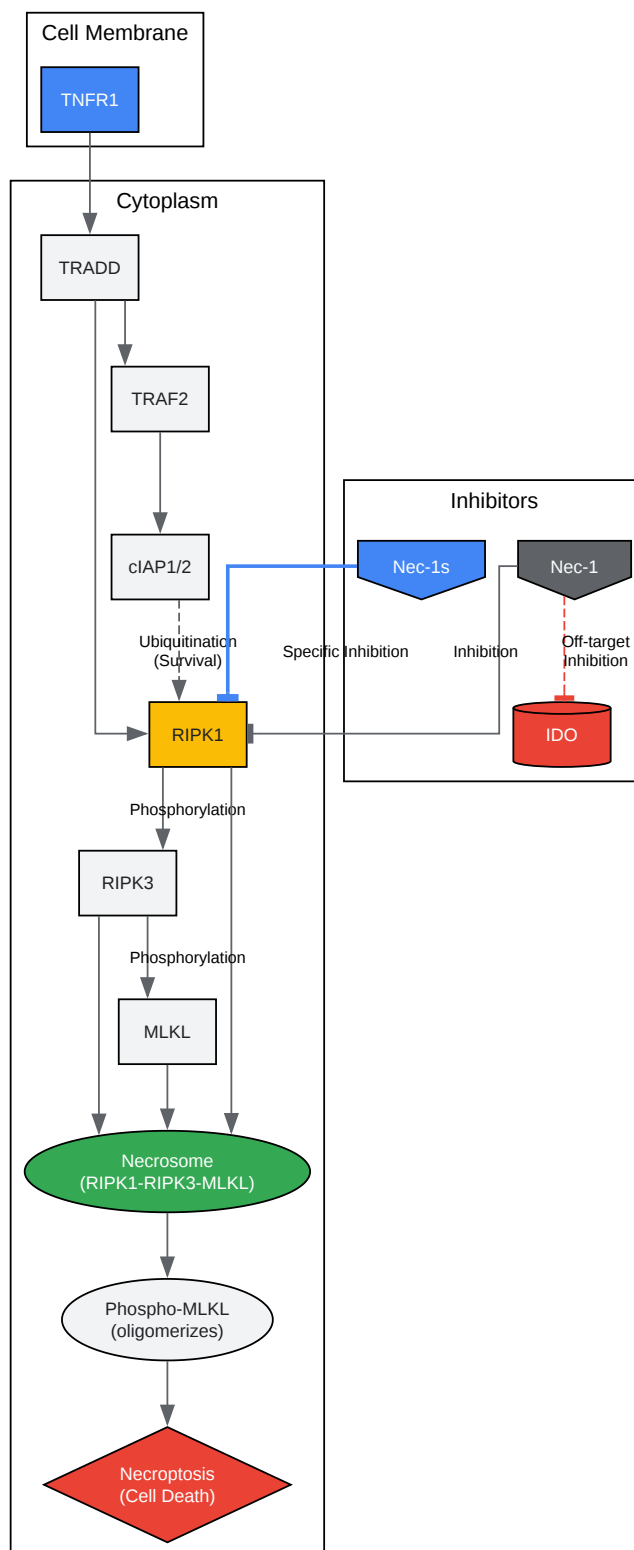 Cell Membrane
TNFR1
Cytoplasm
TRADD
TRAF2
Inhibitors
cIAP1/2
Nec-1s
Nec-1
Ubiquitination
(Survival)
Specific Inhibition
Inhibition
Off-target
Inhibition
RIPK1
IDO
Phosphorylation
RIPK3
Phosphorylation
MLKL
Necrosome
(RIPK1-RIPK3-MLKL)
Phospho-MLKL
(oligomerizes)
Necroptosis
(Cell Death)